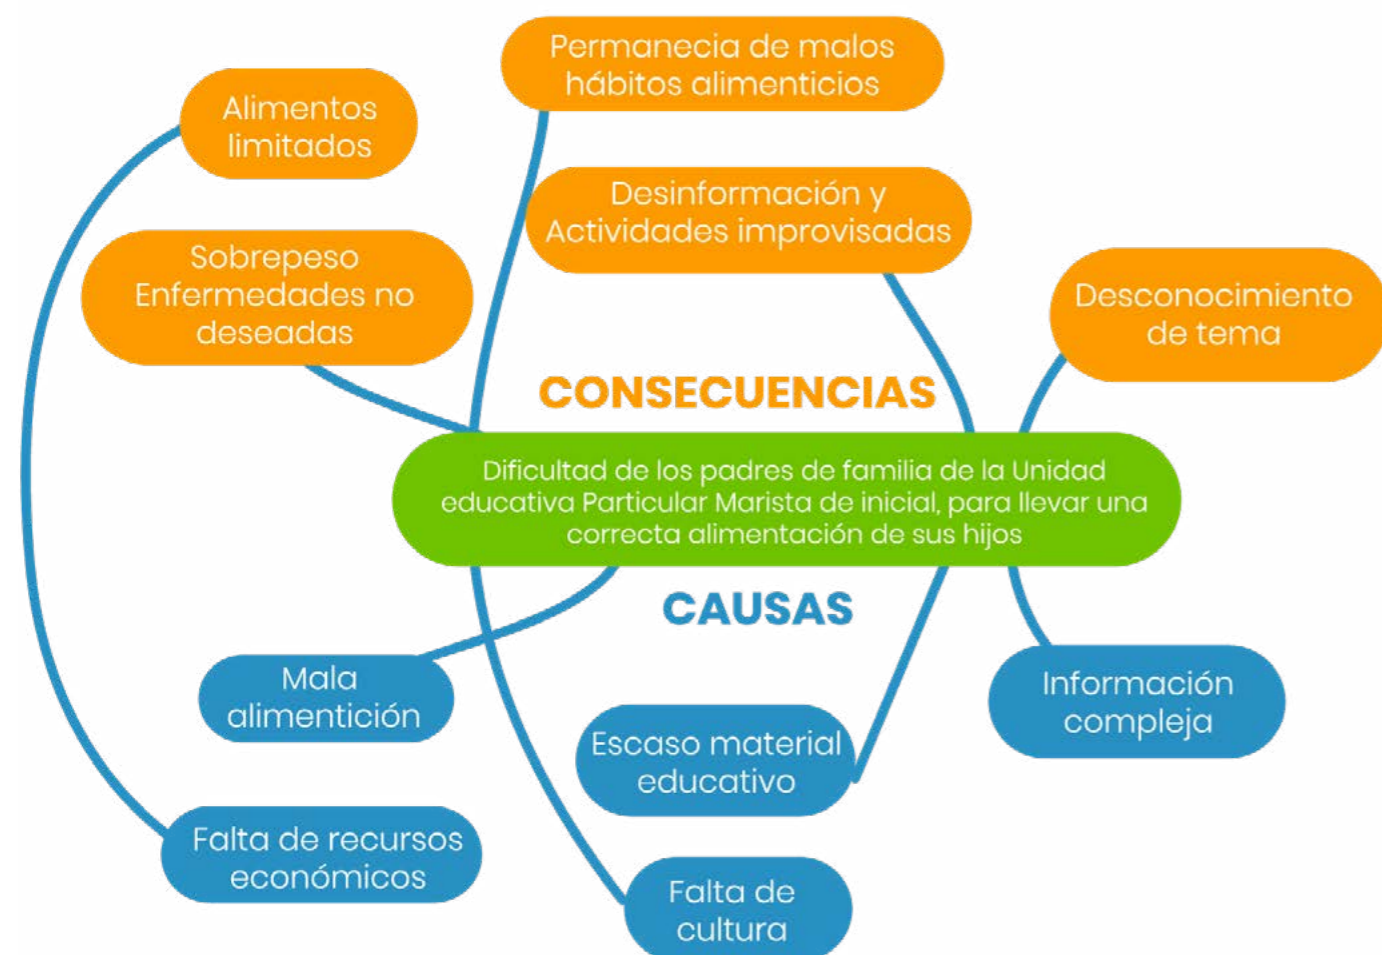 Permanecia de malos
hábitos alimenticios
Alimentos
limitados
Desinformación y
Actividades improvisadas
Sobrepeso
Enfermedades no
deseadas
Desconocimiento
de tema
CONSECUENCIAS
Dificultad de los padres de familia de la Unidad
educativa Particular Marista de inicial, para llevar una
correcta alimentación de sus hijos
CAUSAS
Mala
alimentición
Información
compleja
Escaso material
educativo
Falta de recursos
económicos
Falta de
cultura